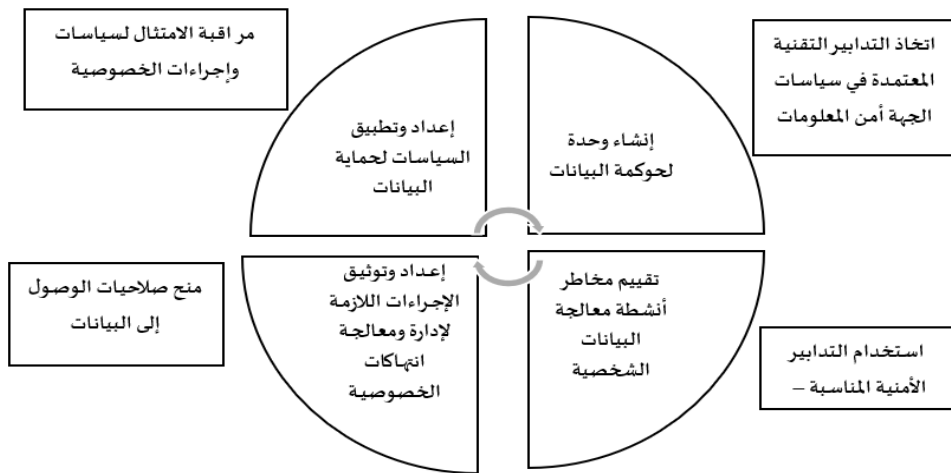 اتخاذ التدابير التقنية
المعتمدة في سياسات
الجهة أمن المعلومات
إنشاء وحدة
لحوكمة البيانات
إعداد وتطبيق
السياسات لحماية
البيانات
مراقبة الامتثال لسياسات
وإجراءات الخصوصية
استخدام التدابير
الأمنية المناسبة –
تقييم مخاطر
أنشطة معالجة
البيانات
الشخصية
إعداد وتوثيق
الإجراءات اللازمة
لإدارة ومعالجة
انتهاكات
الخصوصية
منح صلاحيات الوصول
إلى البيانات